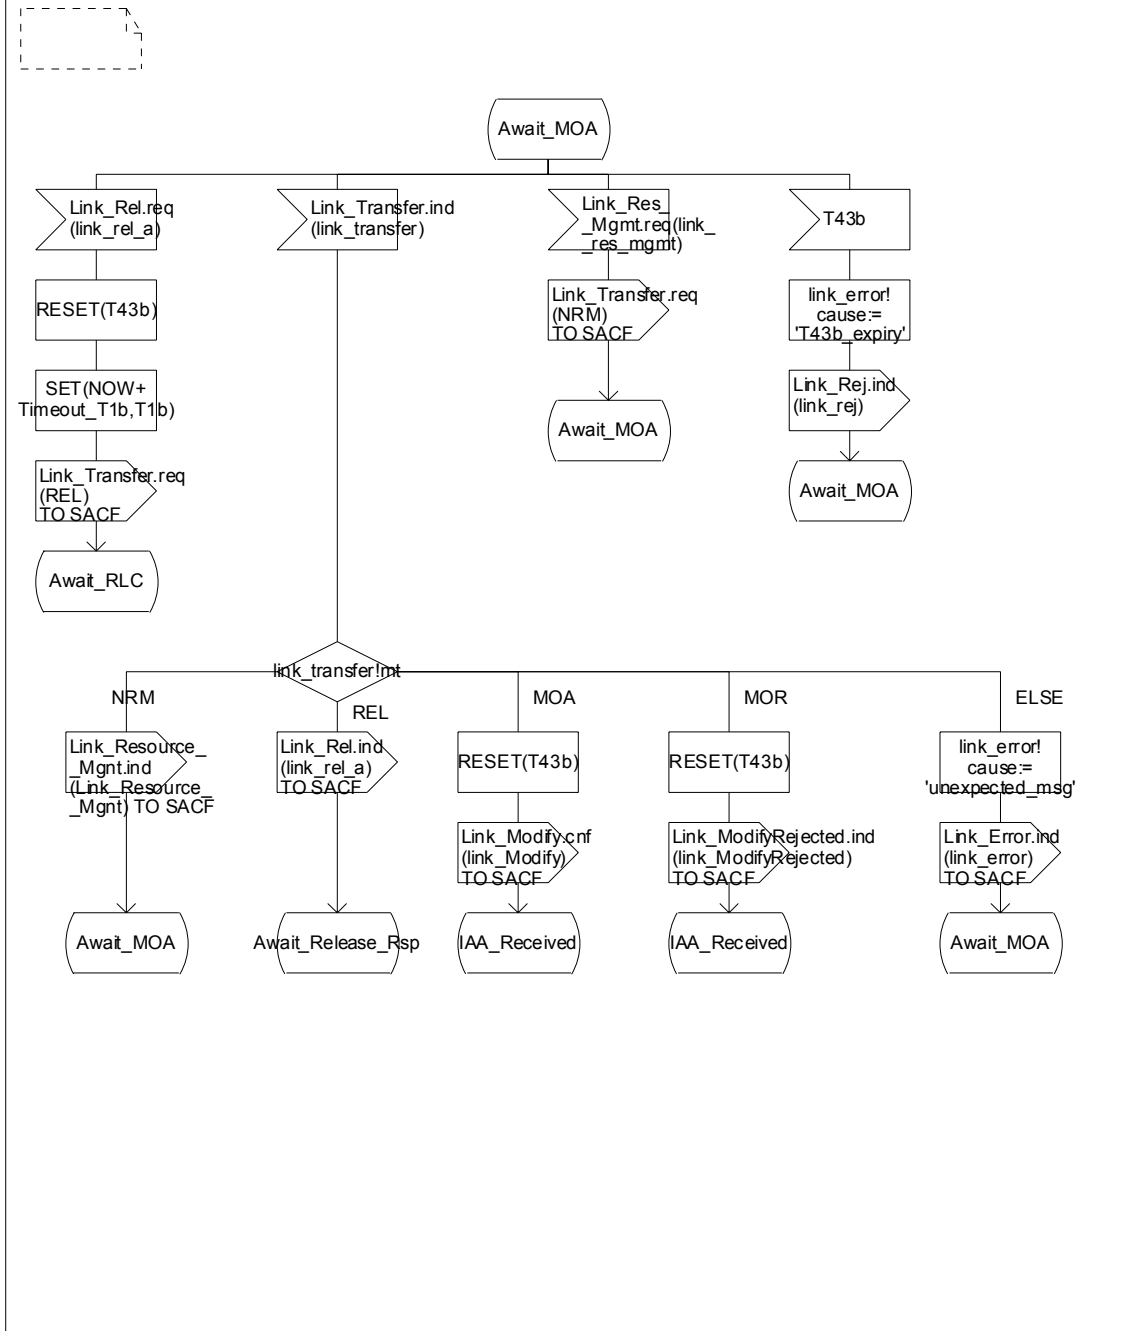 Await_MOA
Link_Rel.req
(link_rel_a)
Link_Transfer.ind
(link_transfer)
Link_Res_
_Mgmt.req(link_
_res_mgmt)
T43b
RESET(T43b)
Link_Transfer.req
(NRM)
TO SACF
link_error!
cause:=
'T43b_expiry'
SET(NOW+
Timeout_T1b,T1b)
Await_MOA
Link_Rej.ind
(link_rej)
Link_Transfer.req
(REL)
TO SACF
Await_MOA
Await_RLC
link_transfer!mt
NRM
REL
MOA
MOR
ELSE
Link_Resource_
_Mgnt.ind
(Link_Resource_
_Mgnt) TO SACF
Link_Rel.ind
(link_rel_a)
TO SACF
RESET(T43b)
RESET(T43b)
link_error!
cause:=
'unexpected_msg'
Link_Modify.cnf
(link_Modify)
TO SACF
Link_ModifyRejected.ind
(link_ModifyRejected)
TO SACF
Link_Error.ind
(link_error)
TO SACF
Await_MOA
Await_Release_Rsp
IAA_Received
IAA_Received
Await_MOA